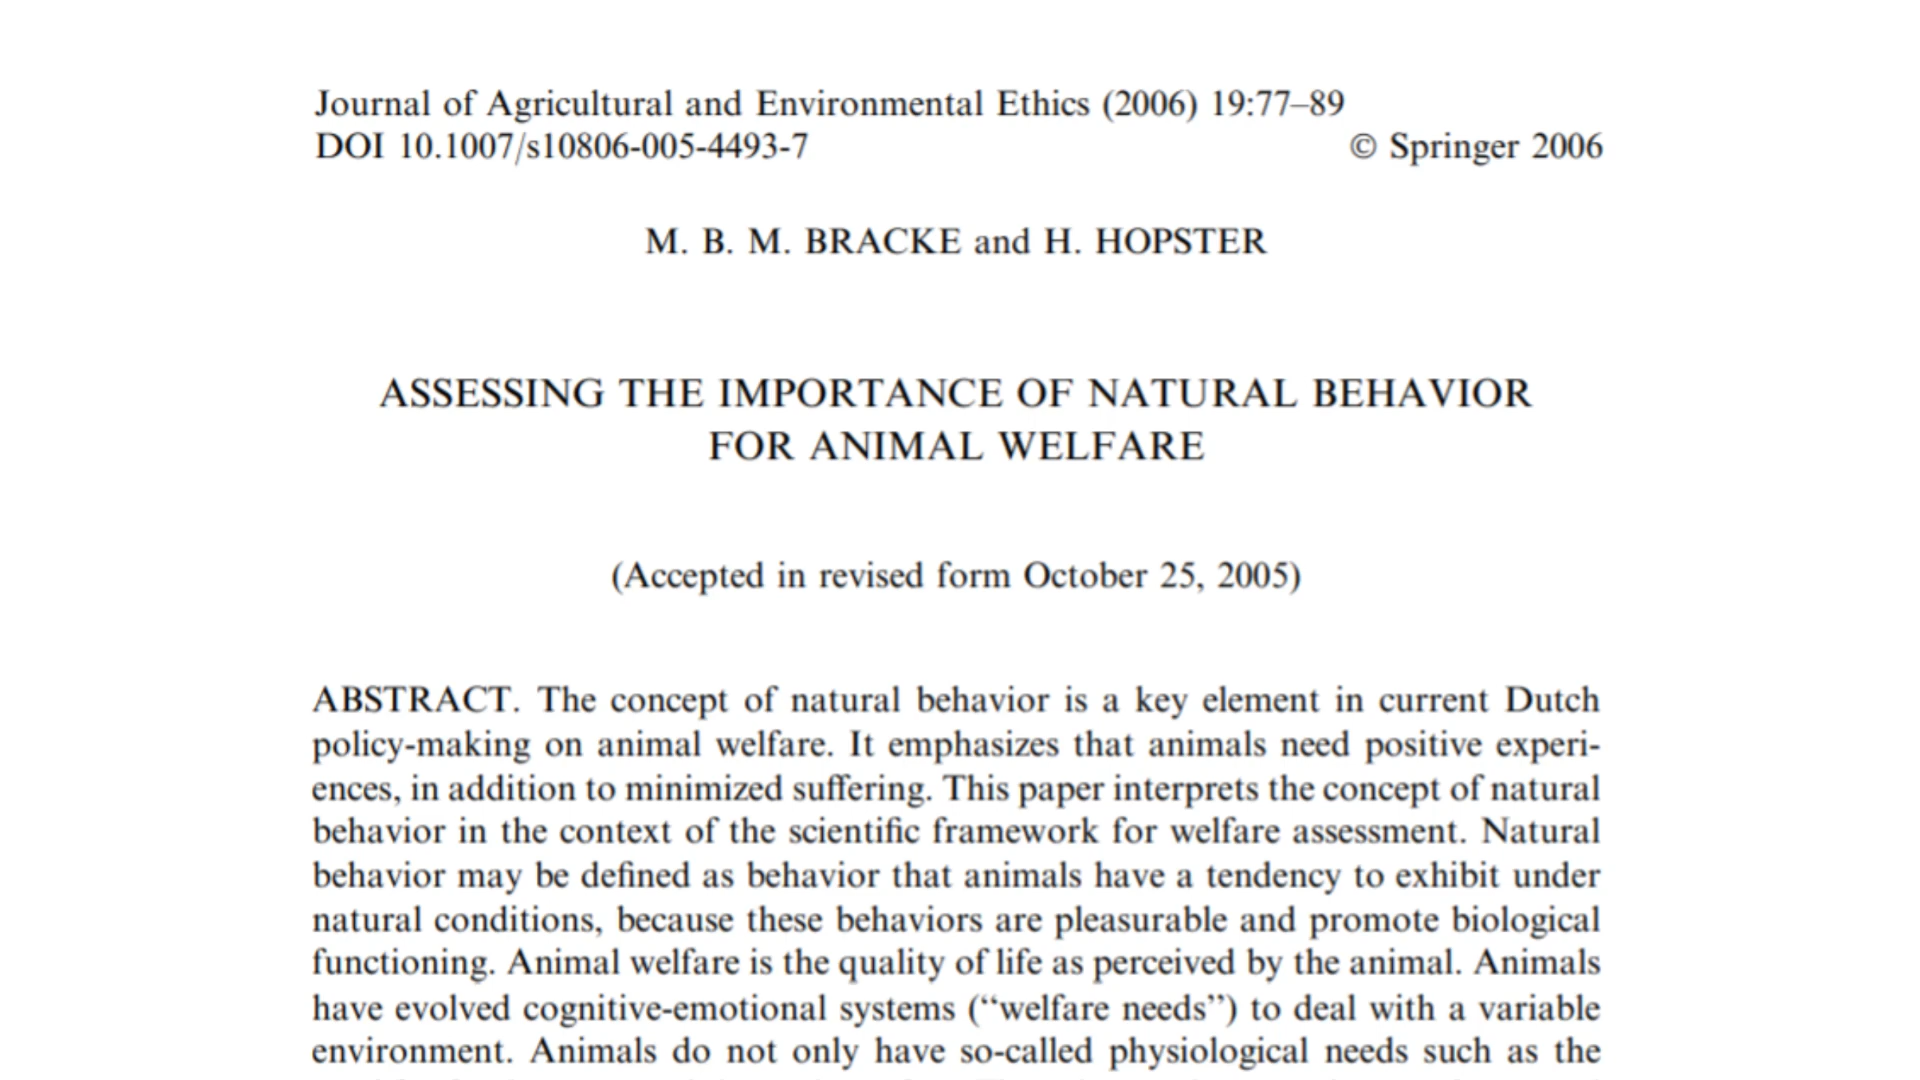 Journal of Agricultural and Environmental Ethics (2006) 19:77–89
DOI 10.1007/s10806-005-4493-7 © Springer 2006
M. B. M. BRACKE and H. HOPSTER
ASSESSING THE IMPORTANCE OF NATURAL BEHAVIOR
FOR ANIMAL WELFARE
(Accepted in revised form October 25, 2005)
ABSTRACT. The concept of natural behavior is a key element in current Dutch
policy-making on animal welfare. It emphasizes that animals need positive experi-
ences, in addition to minimized suffering. This paper interprets the concept of natural
behavior in the context of the scientific framework for welfare assessment. Natural
behavior may be defined as behavior that animals have a tendency to exhibit under
natural conditions, because these behaviors are pleasurable and promote biological
functioning. Animal welfare is the quality of life as perceived by the animal. Animals
have evolved cognitive-emotional systems (‘‘welfare needs’’) to deal with a variable
environment. Animals do not only have so-called physiological needs such as the